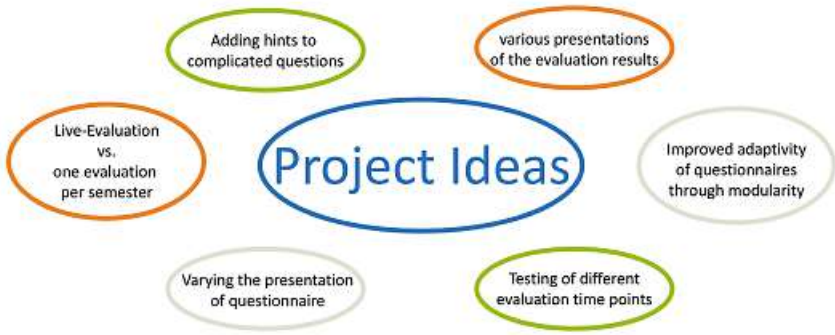 Adding hints to
complicated questions
various presentations
of the evaluation results
Live-Evaluation
vs.
one evaluation
per semester
Project Ideas
Improved adaptivity
of questionnaires
through modularity
Varying the presentation
of questionnaire
Testing of different
evaluation time points